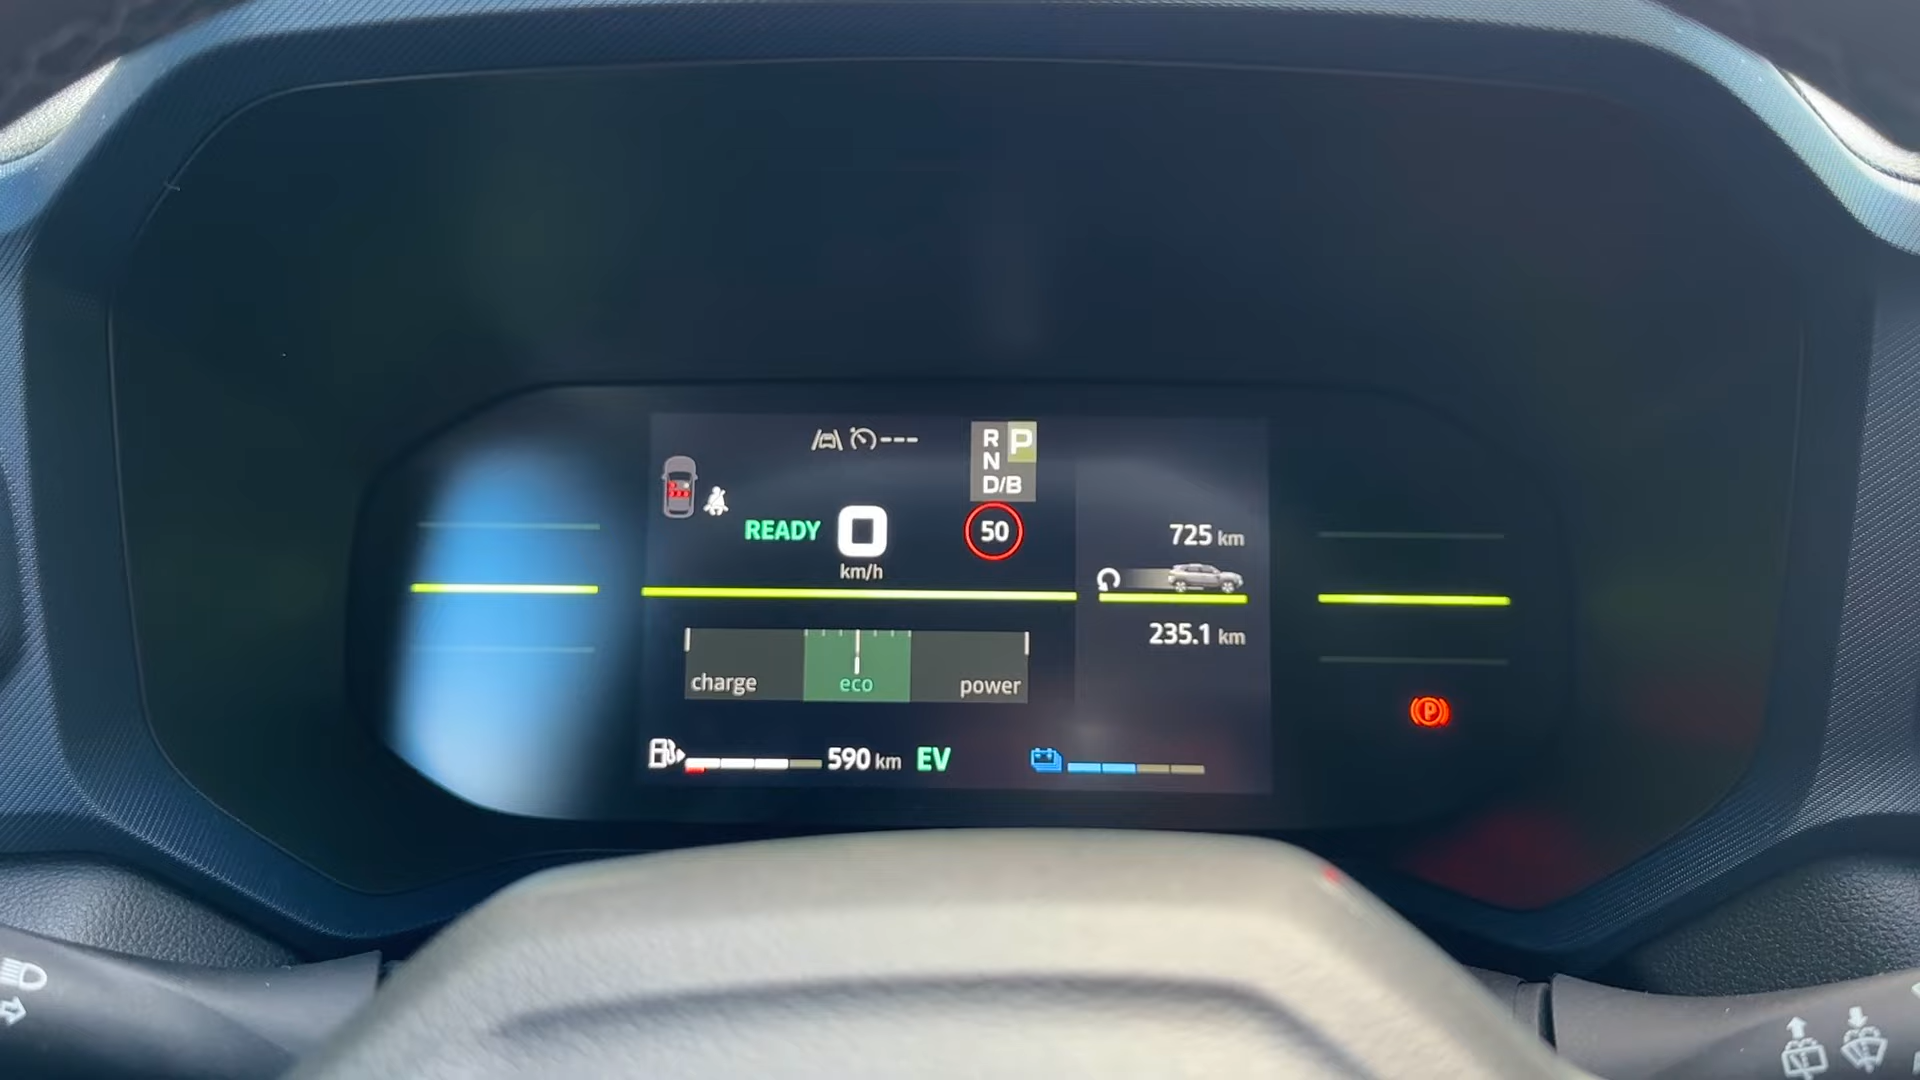 ---
R P
N
D/B
READY 0 50
km/h
725 km
235.1 km
charge eco power
590 km EV
P